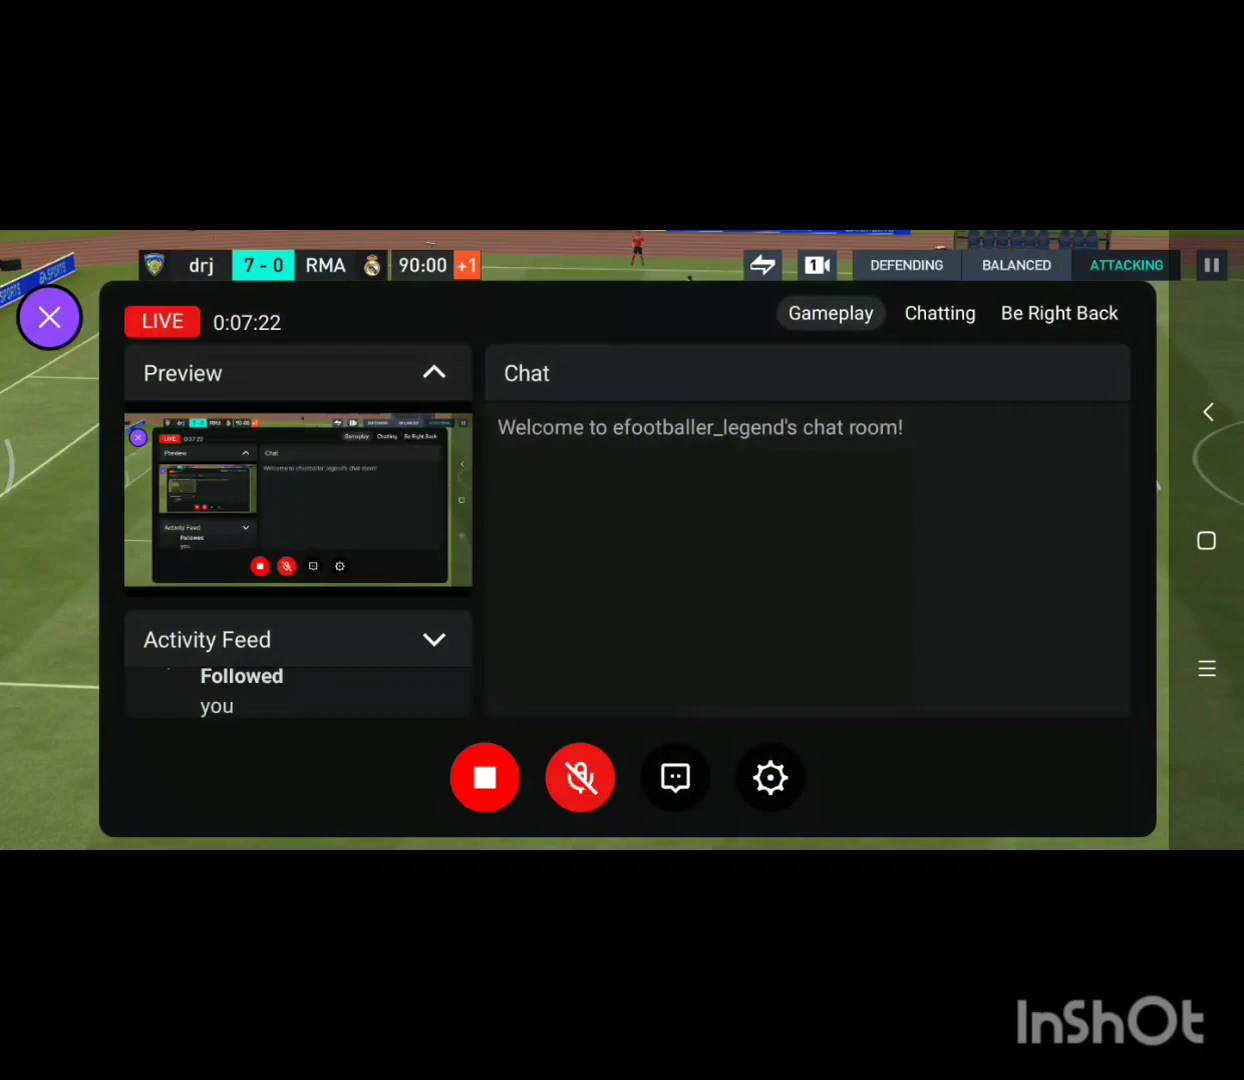 drj 7 - 0 RMA 90:00 +1
1
DEFENDING BALANCED ATTACKING
LIVE 0:07:22
Gameplay Chatting Be Right Back
Preview
Chat
Welcome to efootballer_legend's chat room!
Activity Feed
Followed
you
InShOt